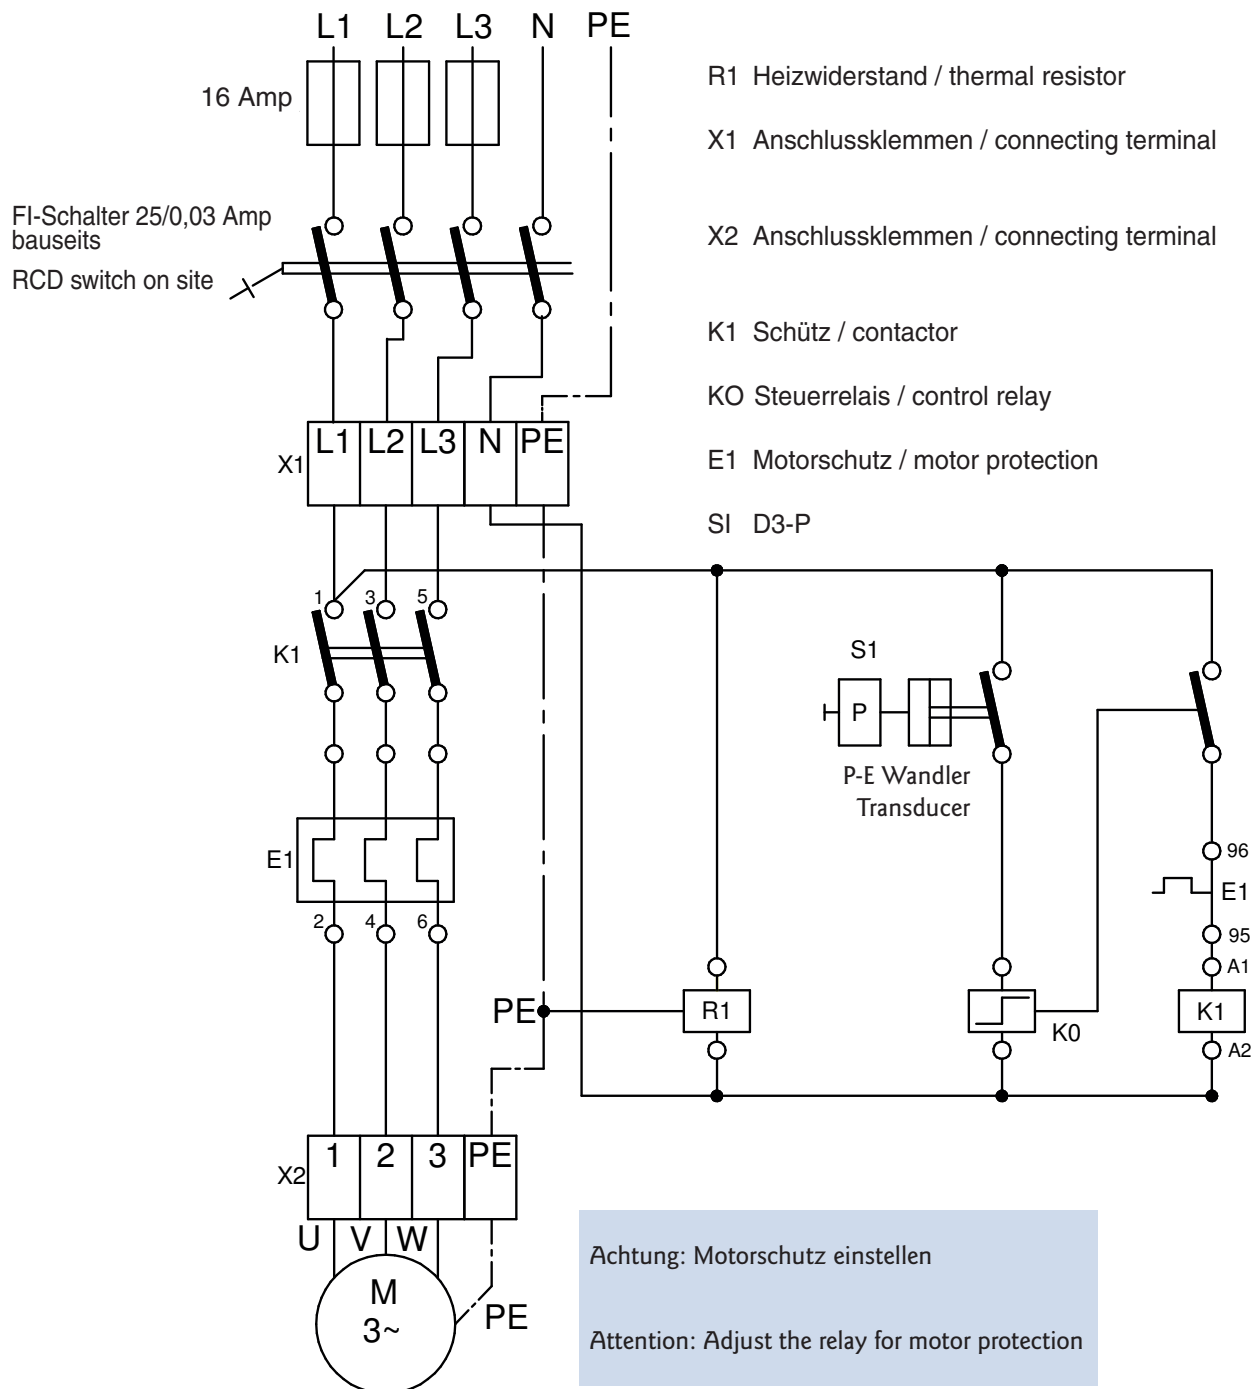 L1 L2 L3 N PE
16 Amp
R1 Heizwiderstand / thermal resistor
X1 Anschlussklemmen / connecting terminal
FI-Schalter 25/0,03 Amp
bauseits
RCD switch on site
X2 Anschlussklemmen / connecting terminal
K1 Schütz / contactor
KO Steuerrelais / control relay
E1 Motorschutz / motor protection
SI D3-P
X1 L1 L2 L3 N PE
1 3 5
K1
S1
P
P-E Wandler
Transducer
E1
2 4 6
96
E1
95
A1
PE
R1
K0
K1
A2
X2 1 2 3 PE
U V W
M
3~
PE
Achtung: Motorschutz einstellen
Attention: Adjust the relay for motor protection